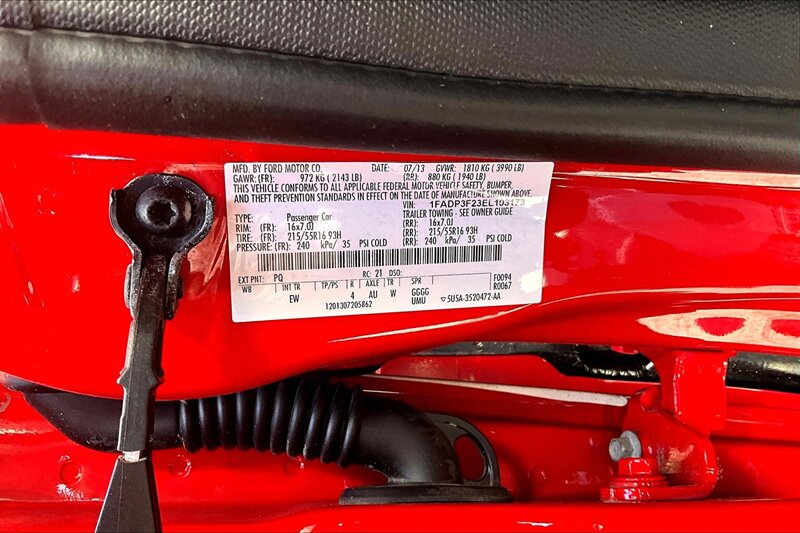 MFD. BY FORD MOTOR CO. DATE: 07/13 GVWR: 1810 KG ( 3990 LB)
GAWR: (FR): 972 KG ( 2143 LB) (RR): 880 KG ( 1940 LB)
THIS VEHICLE CONFORMS TO ALL APPLICABLE FEDERAL MOTOR VEHICLE SAFETY, BUMPER,
AND THEFT PREVENTION STANDARDS IN EFFECT ON THE DATE OF MANUFACTURE SHOWN ABOVE.
VIN: 1FADP3F23EL103173
TYPE: Passenger Car TRAILER TOWING - SEE OWNER GUIDE
RIM: (FR): 16x7.0J (RR): 16x7.0J
TIRE: (FR): 215/55R16 93H (RR): 215/55R16 93H
PRESSURE: (FR): 240 kPa/ 35 PSI COLD (RR): 240 kPa/ 35 PSI COLD
EXT PNT: PQ RC: 21 DSO: F0094
WB INT TR TP/PS R AXLE TR SPR R0067
EW 4 AU W GGGG
UMU
1201307205862 ▽5U5A-3520472-AA